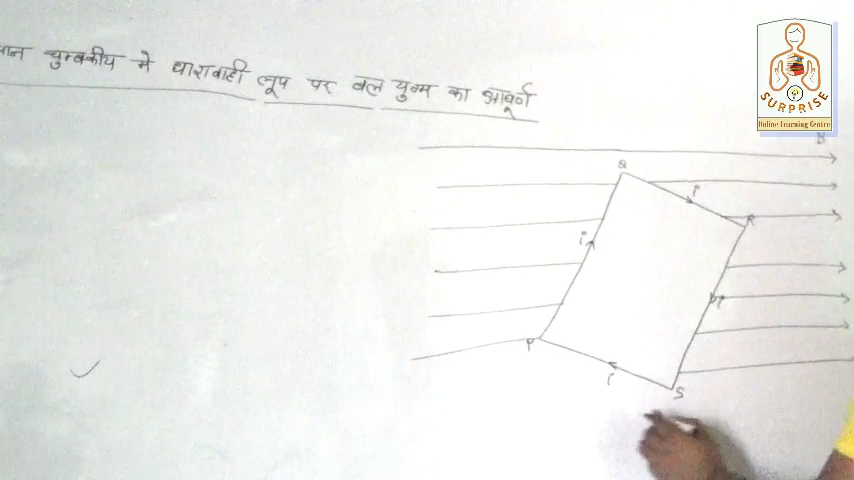 मान चुम्बकीय मे धारावाही लूप पर बल युग्म का आघूर्ण
SURPRISE
Online Learning Centre
B
Q
i
R
i
i
P
i
S